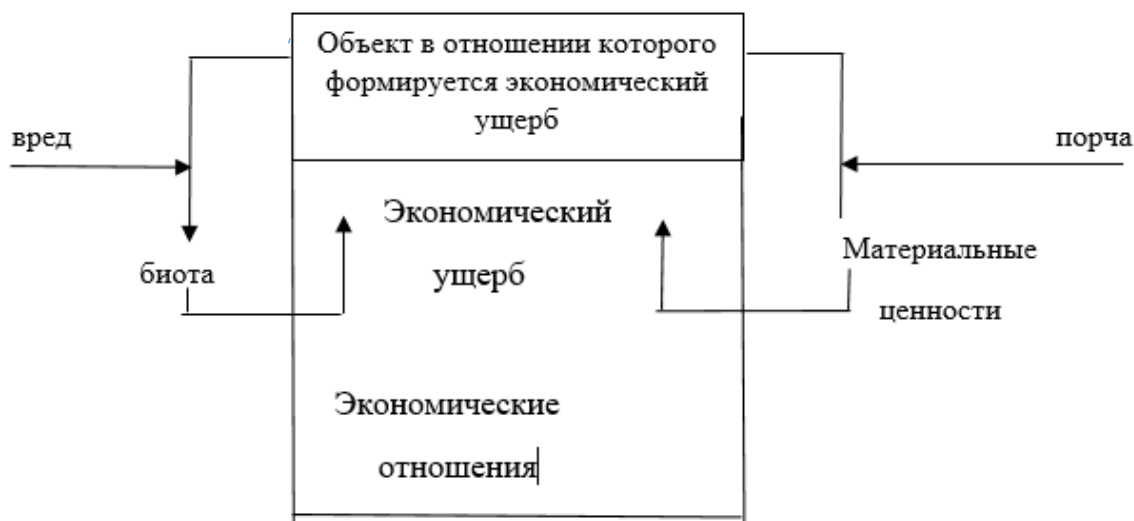 Объект в отношении которого
формируется экономический
ущерб
вред
порча
Экономический
ущерб
биота
Материальные
ценности
Экономические
отношения